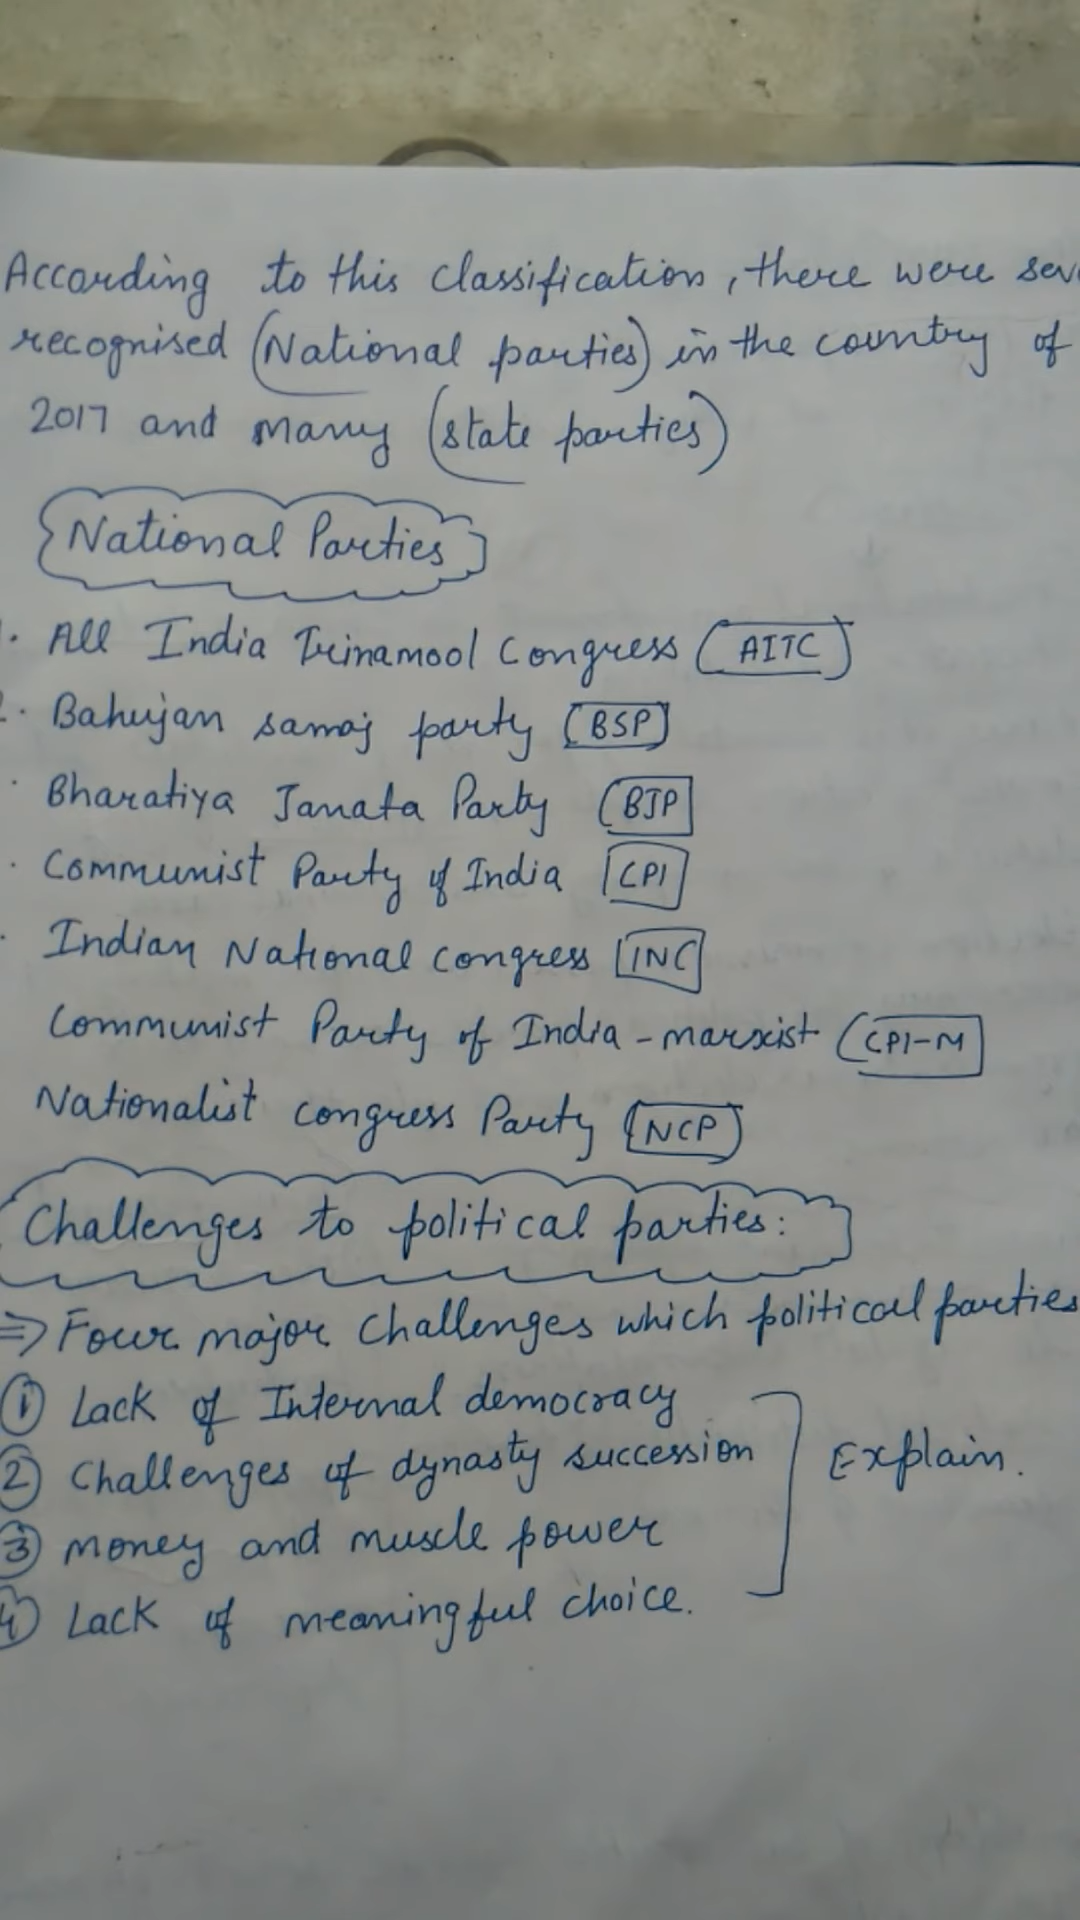 According to this classification, there were
recognised (National parties) in the country of
2017 and many (state parties)
National Parties
All India Trinamool Congress (AITC)
2. Bahujan samaj party [BSP]
. Bharatiya Janata Party (BJP]
. Communist Party of India [CPI]
. Indian National congress [INC]
Communist Party of India - marxist (CPI-M]
Nationalist congress Party [NCP]
Challenges to political parties:
⇒ Four major challenges which political parties
① Lack of Internal democracy
② Challenges of dynasty succession
Explain.
③ money and muscle power
④ Lack of meaningful choice.